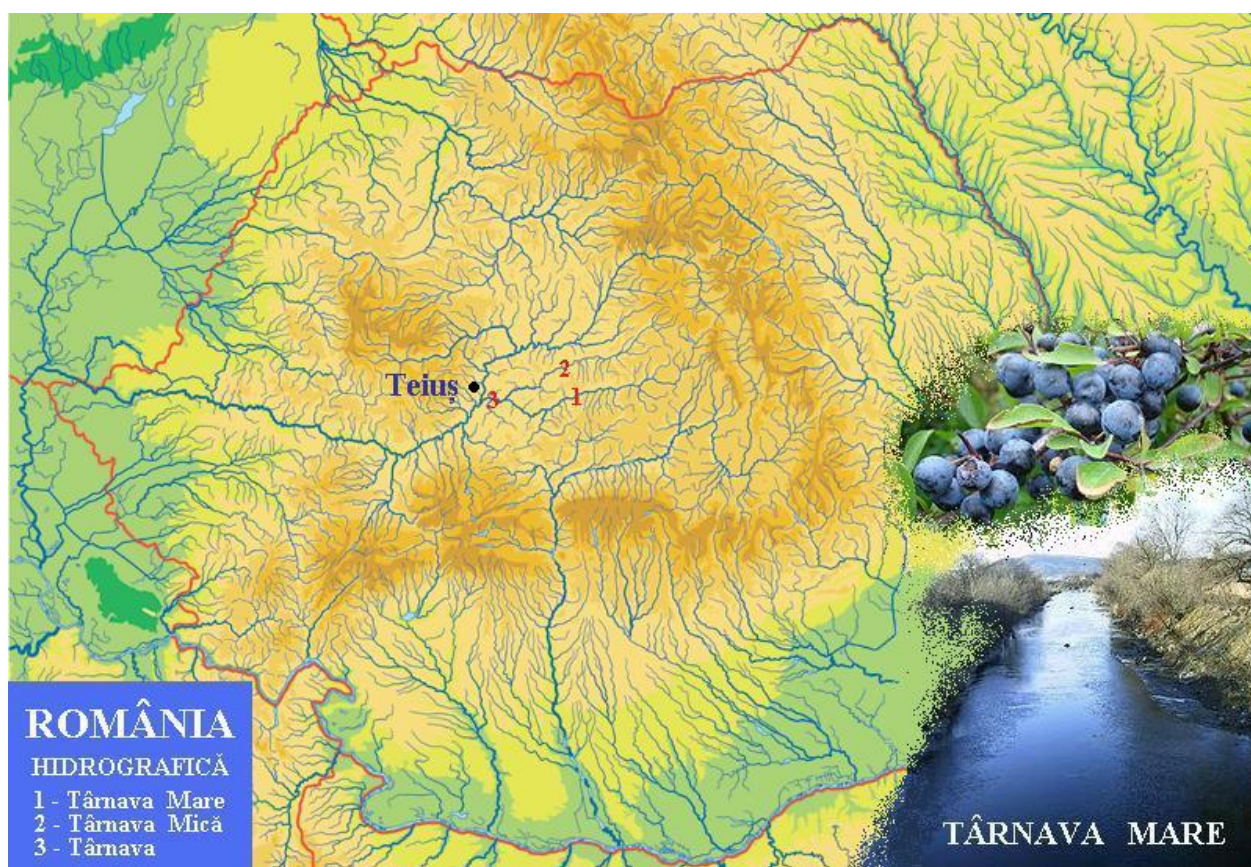 2
Teiuș
1
3
ROMÂNIA
HIDROGRAFICĂ
1 - Târnava Mare
2 - Târnava Mică
3 - Târnava
TÂRNAVA MARE